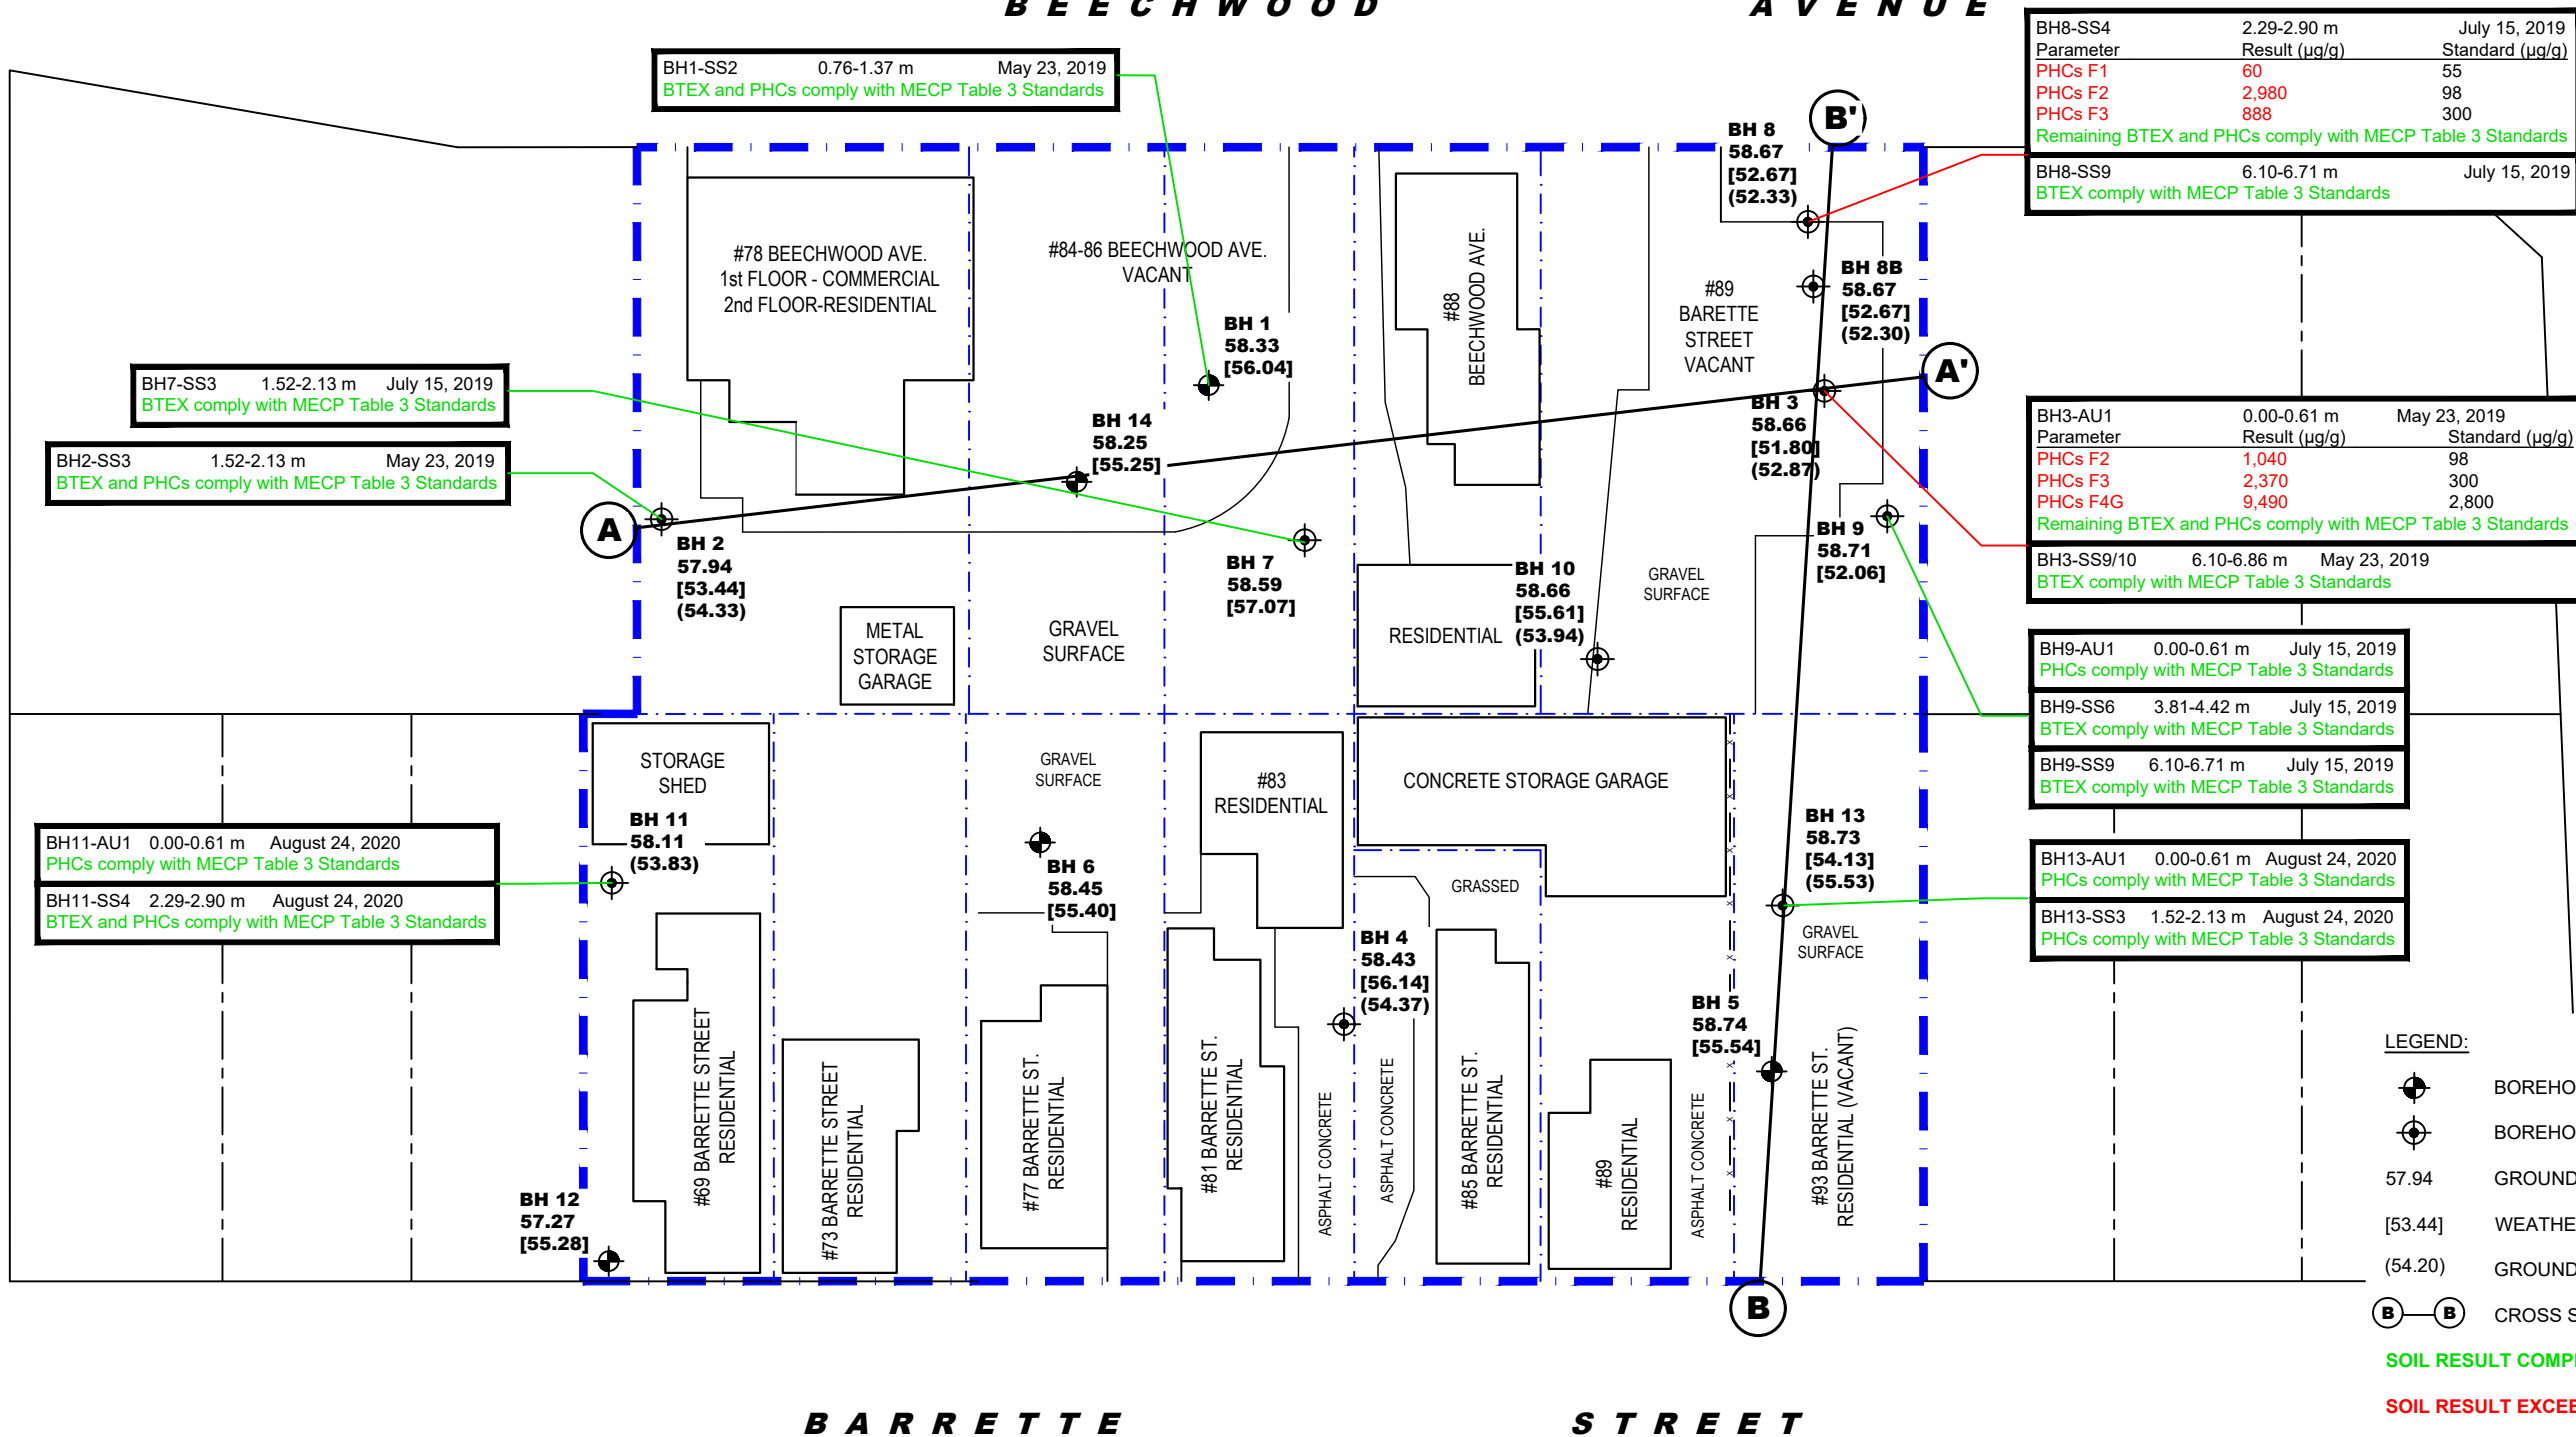 BEECHWOOD AVENUE
BH1-SS2 0.76-1.37 m May 23, 2019
BTEX and PHCs comply with MECP Table 3 Standards
BH8-SS4 2.29-2.90 m July 15, 2019
Parameter Result (µg/g) Standard (µg/g)
PHCs F1 60 55
PHCs F2 2,980 98
PHCs F3 888 300
Remaining BTEX and PHCs comply with MECP Table 3 Standards
BH8-SS9 6.10-6.71 m July 15, 2019
BTEX comply with MECP Table 3 Standards
B'
BH 8
58.67
[52.67]
(52.33)
#78 BEECHWOOD AVE.
1st FLOOR - COMMERCIAL
2nd FLOOR-RESIDENTIAL
#84-86 BEECHWOOD AVE.
VACANT
#88
BEECHWOOD AVE.
#89
BARETTE
STREET
VACANT
BH 8B
58.67
[52.67]
(52.30)
BH 1
58.33
[56.04]
A'
BH7-SS3 1.52-2.13 m July 15, 2019
BTEX comply with MECP Table 3 Standards
BH2-SS3 1.52-2.13 m May 23, 2019
BTEX and PHCs comply with MECP Table 3 Standards
BH 14
58.25
[55.25]
BH 3
58.66
[51.80]
(52.87)
BH3-AU1 0.00-0.61 m May 23, 2019
Parameter Result (µg/g) Standard (µg/g)
PHCs F2 1,040 98
PHCs F3 2,370 300
PHCs F4G 9,490 2,800
Remaining BTEX and PHCs comply with MECP Table 3 Standards
BH3-SS9/10 6.10-6.86 m May 23, 2019
BTEX comply with MECP Table 3 Standards
A
BH 2
57.94
[53.44]
(54.33)
BH 7
58.59
[57.07]
BH 10
58.66
[55.61]
(53.94)
BH 9
58.71
[52.06]
GRAVEL
SURFACE
METAL
STORAGE
GARAGE
GRAVEL
SURFACE
RESIDENTIAL
BH9-AU1 0.00-0.61 m July 15, 2019
PHCs comply with MECP Table 3 Standards
BH9-SS6 3.81-4.42 m July 15, 2019
BTEX comply with MECP Table 3 Standards
BH9-SS9 6.10-6.71 m July 15, 2019
BTEX comply with MECP Table 3 Standards
STORAGE
SHED
GRAVEL
SURFACE
#83
RESIDENTIAL
CONCRETE STORAGE GARAGE
BH11-AU1 0.00-0.61 m August 24, 2020
PHCs comply with MECP Table 3 Standards
BH11-SS4 2.29-2.90 m August 24, 2020
BTEX and PHCs comply with MECP Table 3 Standards
BH 11
58.11
(53.83)
BH 6
58.45
[55.40]
GRASSED
BH 13
58.73
[54.13]
(55.53)
BH13-AU1 0.00-0.61 m August 24, 2020
PHCs comply with MECP Table 3 Standards
BH13-SS3 1.52-2.13 m August 24, 2020
PHCs comply with MECP Table 3 Standards
GRAVEL
SURFACE
BH 4
58.43
[56.14]
(54.37)
BH 5
58.74
[55.54]
#69 BARRETTE STREET
RESIDENTIAL
#73 BARRETTE STREET
RESIDENTIAL
#77 BARRETTE ST.
RESIDENTIAL
#81 BARRETTE ST.
RESIDENTIAL
ASPHALT CONCRETE
ASPHALT CONCRETE
#85 BARRETTE ST.
RESIDENTIAL
#89
RESIDENTIAL
ASPHALT CONCRETE
#93 BARRETTE ST.
RESIDENTIAL (VACANT)
BH 12
57.27
[55.28]
B
LEGEND:
BOREHO
BOREHO
57.94 GROUND
[53.44] WEATHE
(54.20) GROUND
B B CROSS S
SOIL RESULT COMP
SOIL RESULT EXCEE
BARRETTE STREET